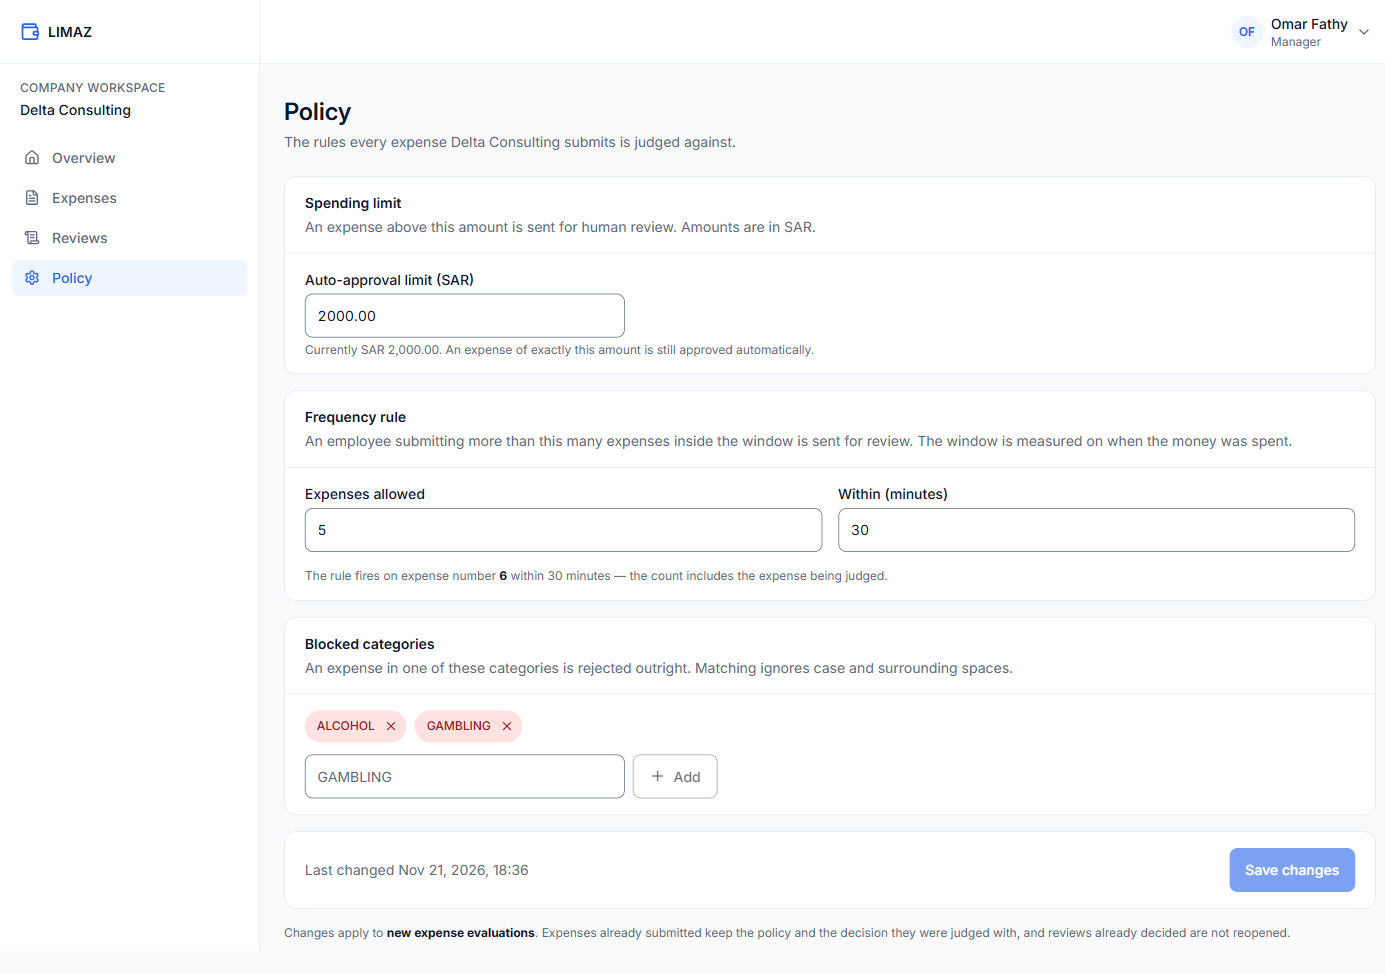 LIMAZ
OF
Omar Fathy
Manager
COMPANY WORKSPACE
Delta Consulting
Overview
Expenses
Reviews
Policy
Policy
The rules every expense Delta Consulting submits is judged against.
Spending limit
An expense above this amount is sent for human review. Amounts are in SAR.
Auto-approval limit (SAR)
2000.00
Currently SAR 2,000.00. An expense of exactly this amount is still approved automatically.
Frequency rule
An employee submitting more than this many expenses inside the window is sent for review. The window is measured on when the money was spent.
Expenses allowed
5
Within (minutes)
30
The rule fires on expense number 6 within 30 minutes — the count includes the expense being judged.
Blocked categories
An expense in one of these categories is rejected outright. Matching ignores case and surrounding spaces.
ALCOHOL
GAMBLING
GAMBLING
Add
Last changed Nov 21, 2026, 18:36
Save changes
Changes apply to new expense evaluations. Expenses already submitted keep the policy and the decision they were judged with, and reviews already decided are not reopened.